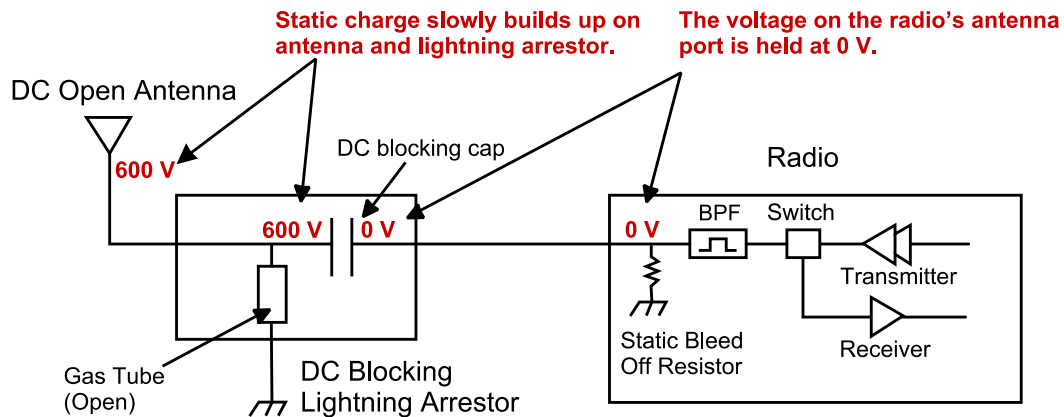 Static charge slowly builds up on
antenna and lightning arrestor.
The voltage on the radio's antenna
port is held at 0 V.
DC Open Antenna
600 V
DC blocking cap
Radio
600 V
0 V
0 V
BPF
Switch
Transmitter
Receiver
Static Bleed
Off Resistor
Gas Tube
(Open)
DC Blocking
Lightning Arrestor